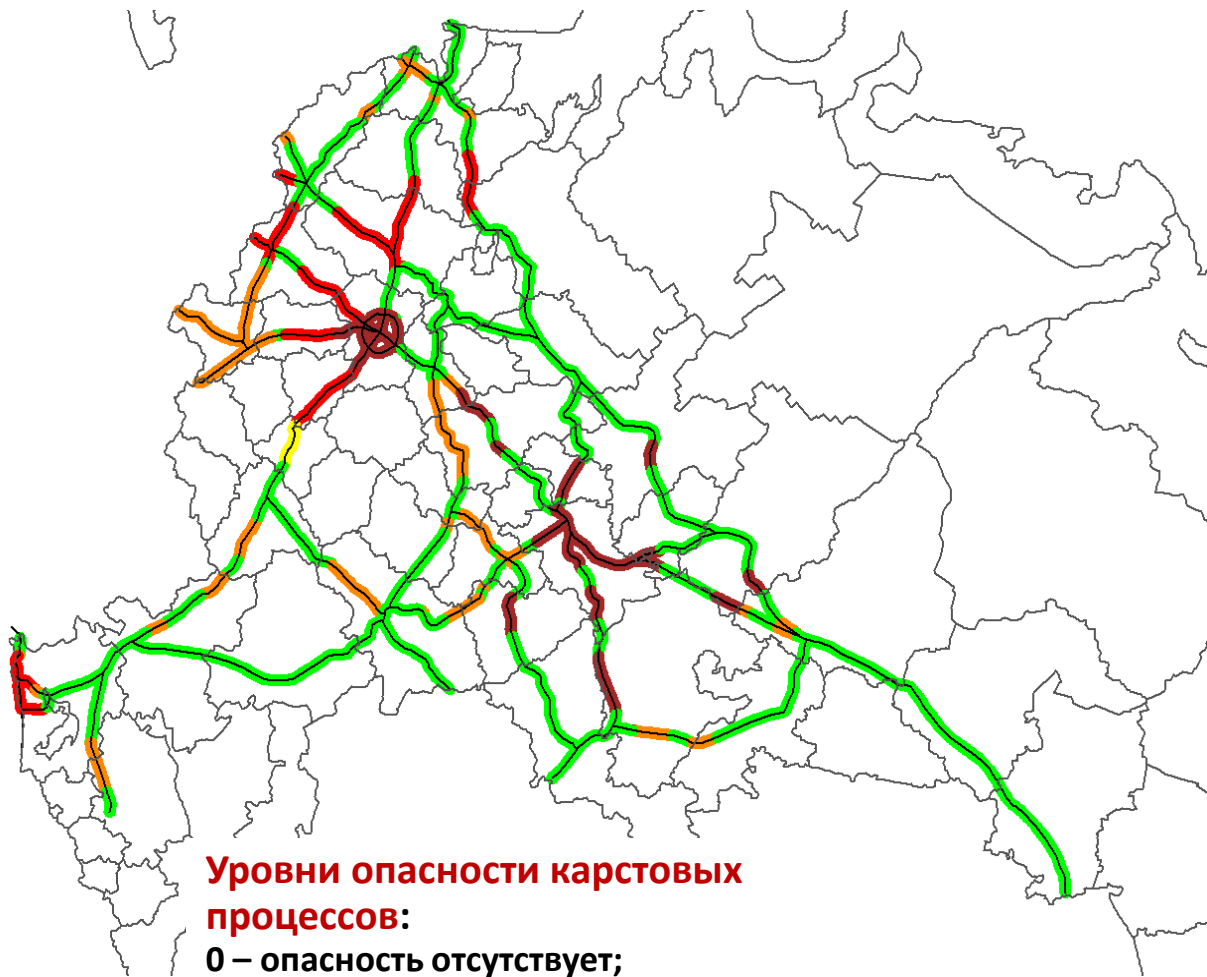 Уровни опасности карстовых
процессов:
0 – опасность отсутствует;